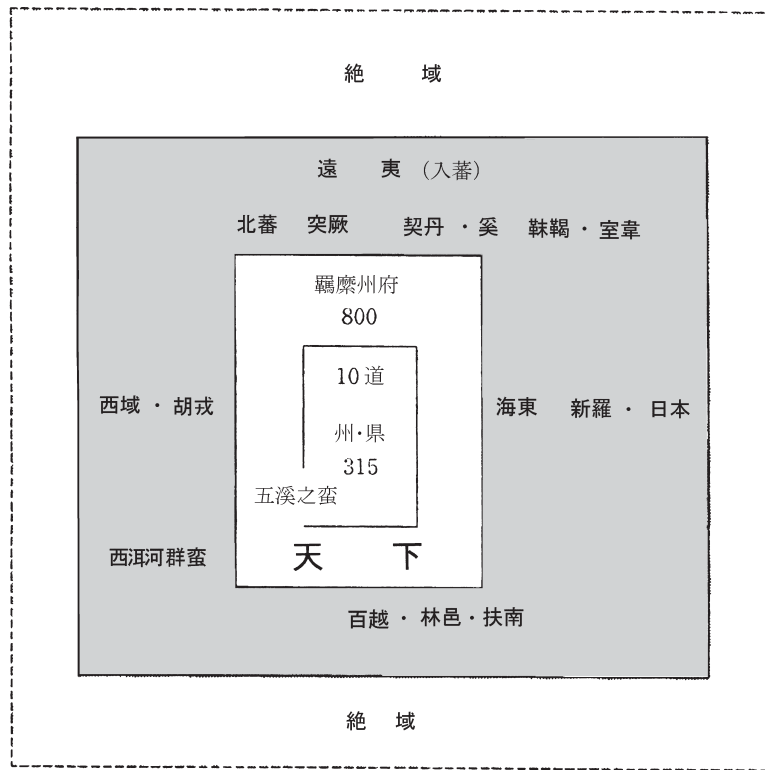 絶 域
遠 夷 (入蕃)
北蕃 突厥 契丹・奚 靺鞨・室韋
羈縻州府
800
10道
西域・胡戎
海東 新羅・日本
州・県
315
五溪之蛮
西洱河群蛮
天 下
百越・林邑・扶南
絶 域